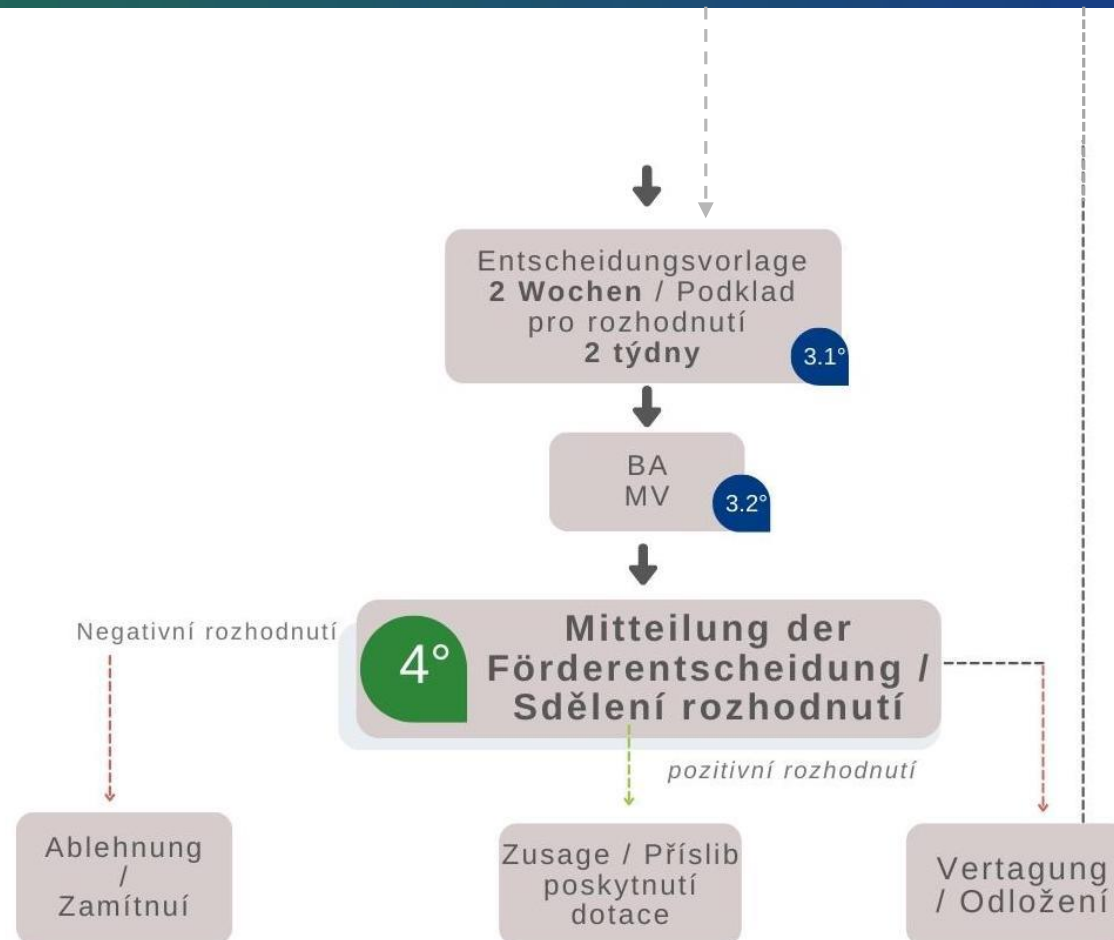 Entscheidungsvorlage
2 Wochen / Podklad
pro rozhodnutí
2 týdny
3.1°
BA
MV
3.2°
Negativní rozhodnutí
4°
Mitteilung der
Förderentscheidung /
Sdělení rozhodnutí
pozitivní rozhodnutí
Ablehnung
/
Zamítnuí
Zusage / Příslib
poskytnutí
dotace
Vertagung
/ Odložení